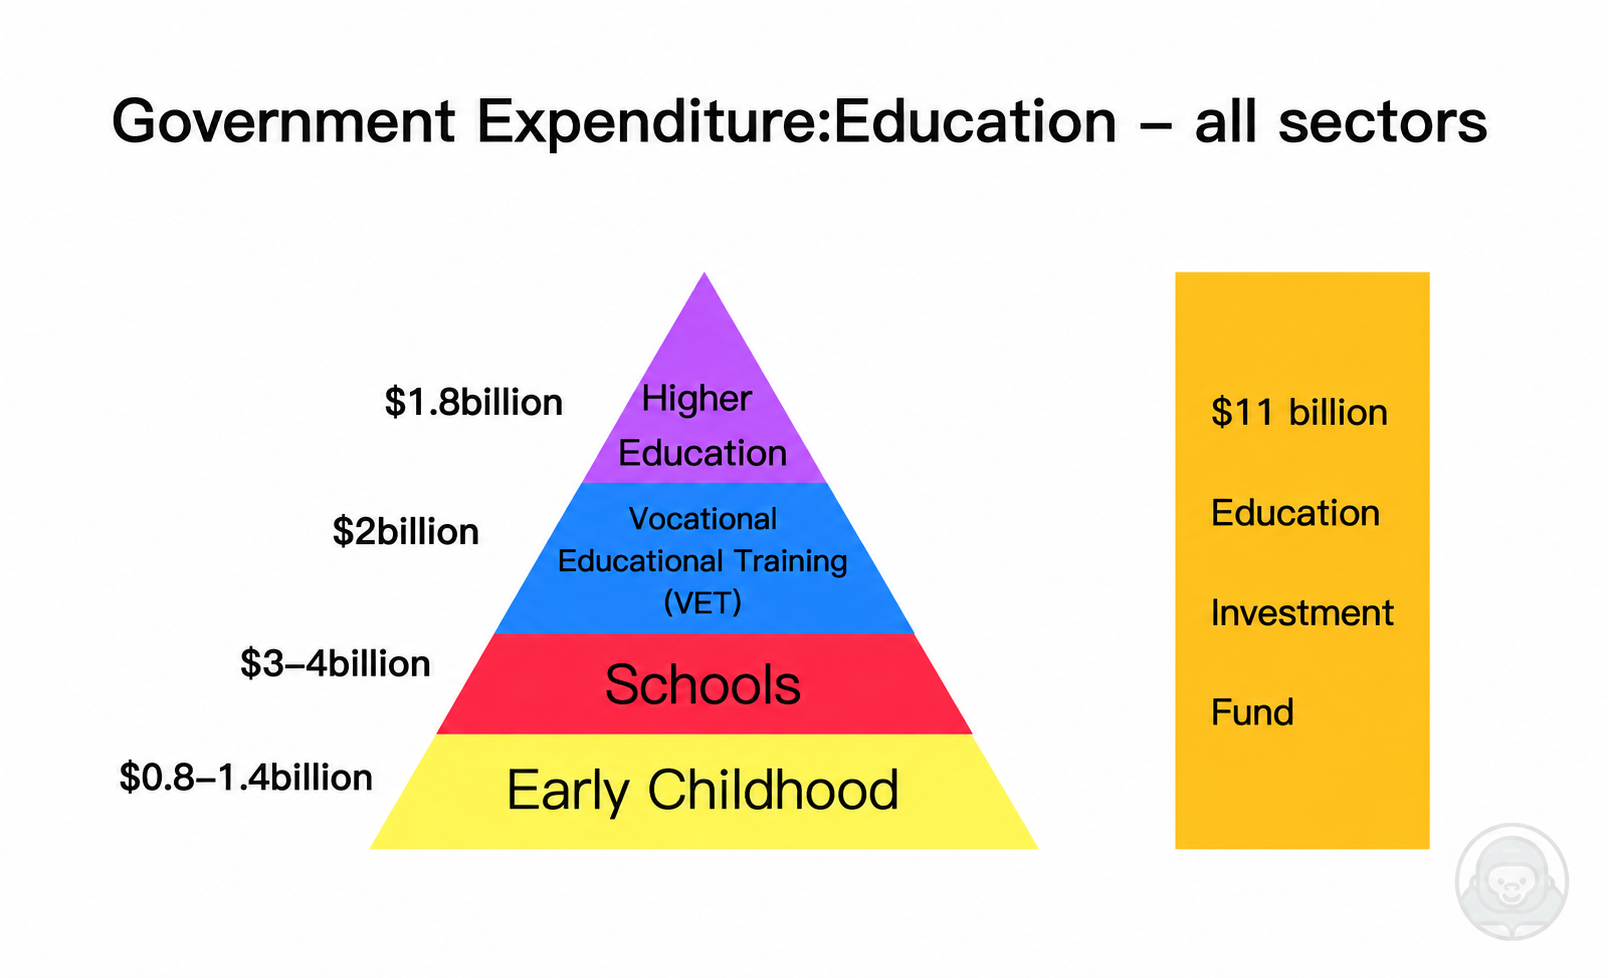 Government Expenditure:Education – all sectors
$1.8billion
Higher
Education
$2billion
Vocational
Educational Training
(VET)
$3–4billion
Schools
$0.8–1.4billion
Early Childhood
$11 billion
Education
Investment
Fund